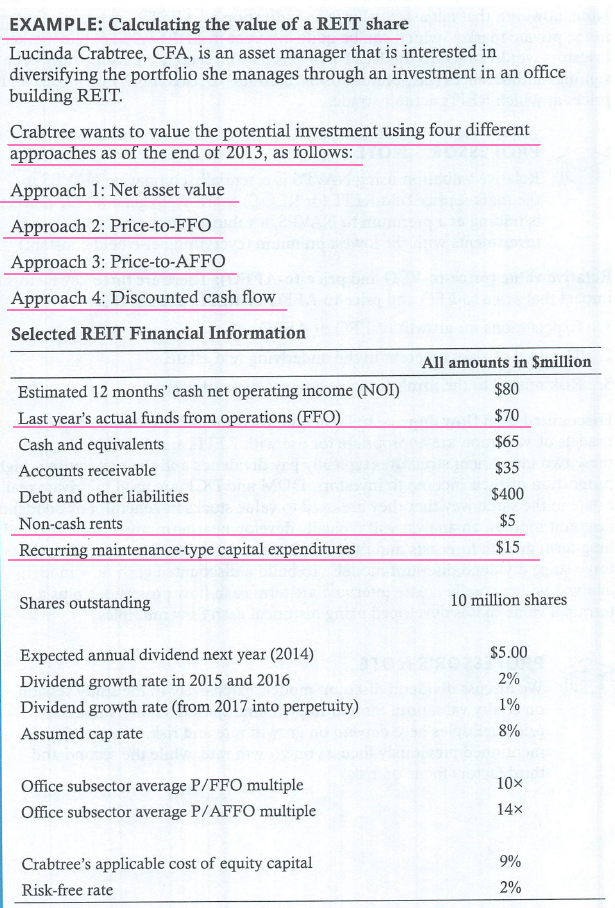 EXAMPLE: Calculating the value of a REIT share
Lucinda Crabtree, CFA, is an asset manager that is interested in
diversifying the portfolio she manages through an investment in an office
building REIT.
Crabtree wants to value the potential investment using four different
approaches as of the end of 2013, as follows:
Approach 1: Net asset value
Approach 2: Price-to-FFO
Approach 3: Price-to-AFFO
Approach 4: Discounted cash flow
Selected REIT Financial Information
All amounts in $million
Estimated 12 months' cash net operating income (NOI) $80
Last year's actual funds from operations (FFO) $70
Cash and equivalents $65
Accounts receivable $35
Debt and other liabilities $400
Non-cash rents $5
Recurring maintenance-type capital expenditures $15
Shares outstanding 10 million shares
Expected annual dividend next year (2014) $5.00
Dividend growth rate in 2015 and 2016 2%
Dividend growth rate (from 2017 into perpetuity) 1%
Assumed cap rate 8%
Office subsector average P/FFO multiple 10×
Office subsector average P/AFFO multiple 14×
Crabtree's applicable cost of equity capital 9%
Risk-free rate 2%